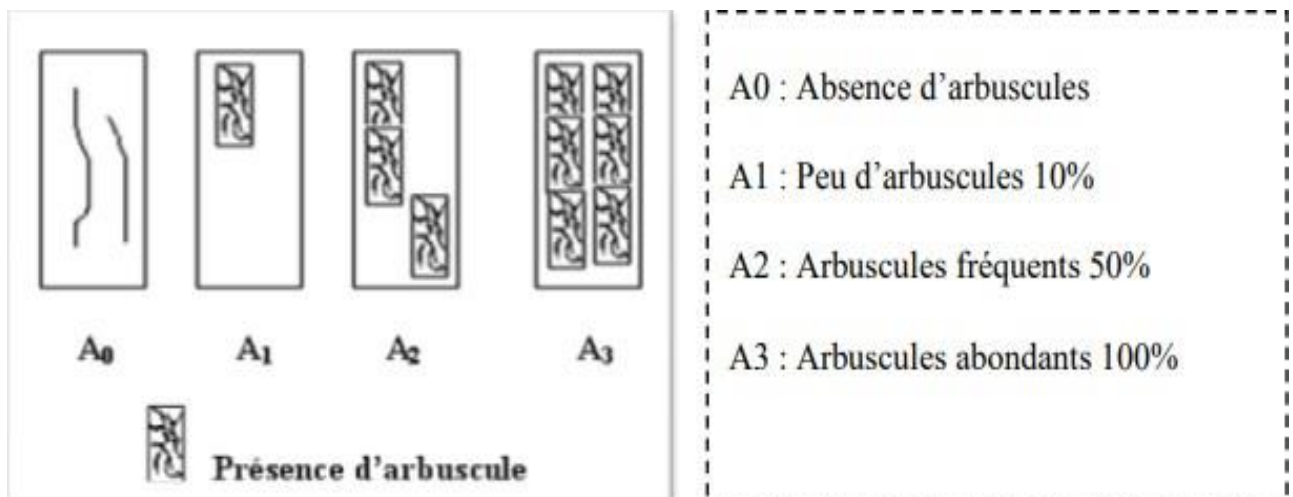 A0 A1 A2 A3
Présence d'arbuscule
A0 : Absence d'arbuscules
A1 : Peu d'arbuscules 10%
A2 : Arbuscules fréquents 50%
A3 : Arbuscules abondants 100%